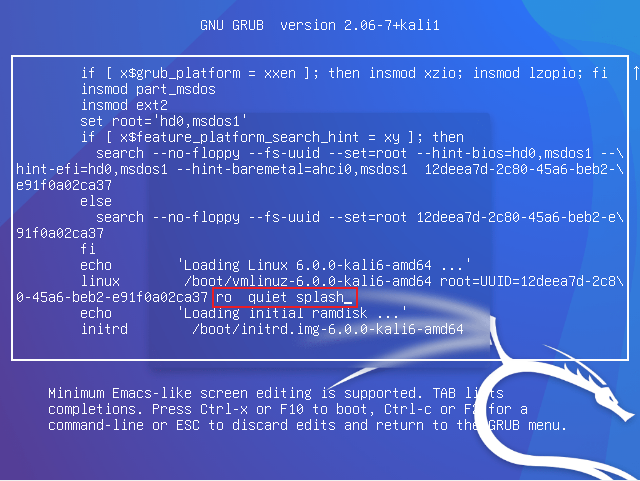 GNU GRUB version 2.06-7+kali1
if [ x$grub_platform = xxen ]; then insmod xzio; insmod lzopio; fi ↑
insmod part_msdos
insmod ext2
set root='hd0,msdos1'
if [ x$feature_platform_search_hint = xy ]; then
search --no-floppy --fs-uuid --set=root --hint-bios=hd0,msdos1 --\
hint-efi=hd0,msdos1 --hint-baremetal=ahci0,msdos1 12deea7d-2c80-45a6-beb2-\
e91f0a02ca37
else
search --no-floppy --fs-uuid --set=root 12deea7d-2c80-45a6-beb2-e\
91f0a02ca37
fi
echo 'Loading Linux 6.0.0-kali6-amd64 ...'
linux /boot/vmlinuz-6.0.0-kali6-amd64 root=UUID=12deea7d-2c8\
0-45a6-beb2-e91f0a02ca37 ro quiet splash_
echo 'Loading initial ramdisk ...'
initrd /boot/initrd.img-6.0.0-kali6-amd64
Minimum Emacs-like screen editing is supported. TAB lists
completions. Press Ctrl-x or F10 to boot, Ctrl-c or F2 for a
command-line or ESC to discard edits and return to the GRUB menu.